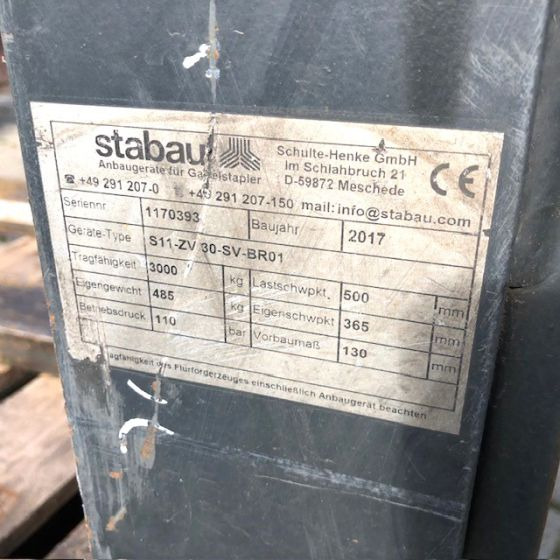 stabau
Anbaugeräte für Gabelstapler
Schulte-Henke GmbH
Im Schlahbruch 21
D-59872 Meschede
CE
+49 291 207-0 +49 291 207-150 mail: info@stabau.com
Seriennr 1170393 Baujahr 2017
Geräte-Type S11-ZV 30-SV-BR01
Tragfähigkeit 3000 kg Lastschwpkt. 500 mm
Eigengewicht 485 kg Eigenschwpkt 365 mm
Betriebsdruck 110 bar Vorbaumaß 130 mm
Tragfähigkeit des Flurförderzeuges einschließlich Anbaugerät beachten